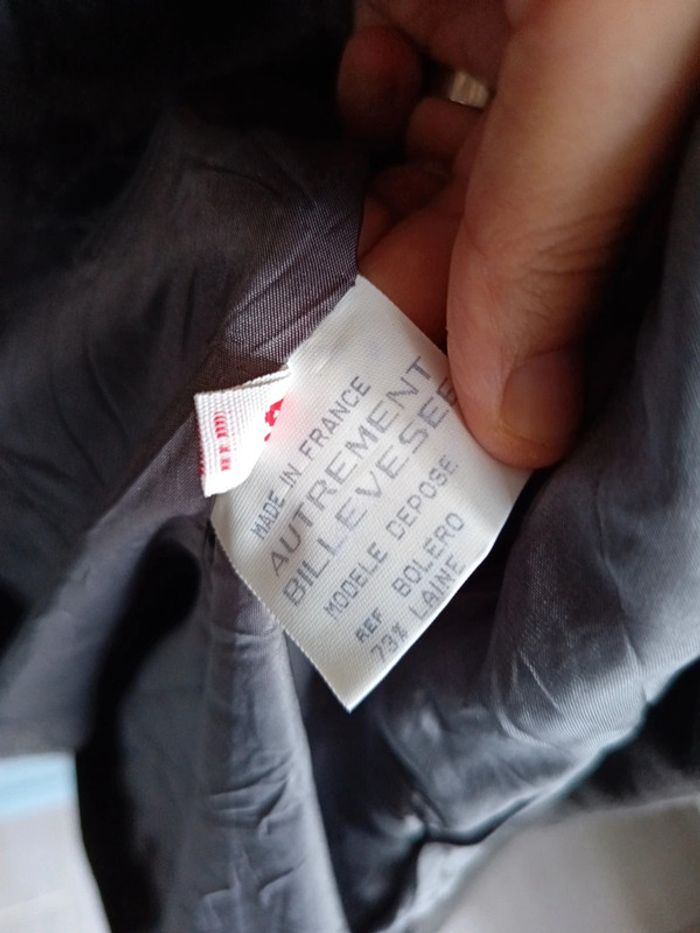 MADE IN FRANCE
AUTREMENT
BILLEVESEE
MODELE DEPOSE
REF BOLERO
73% LAINE